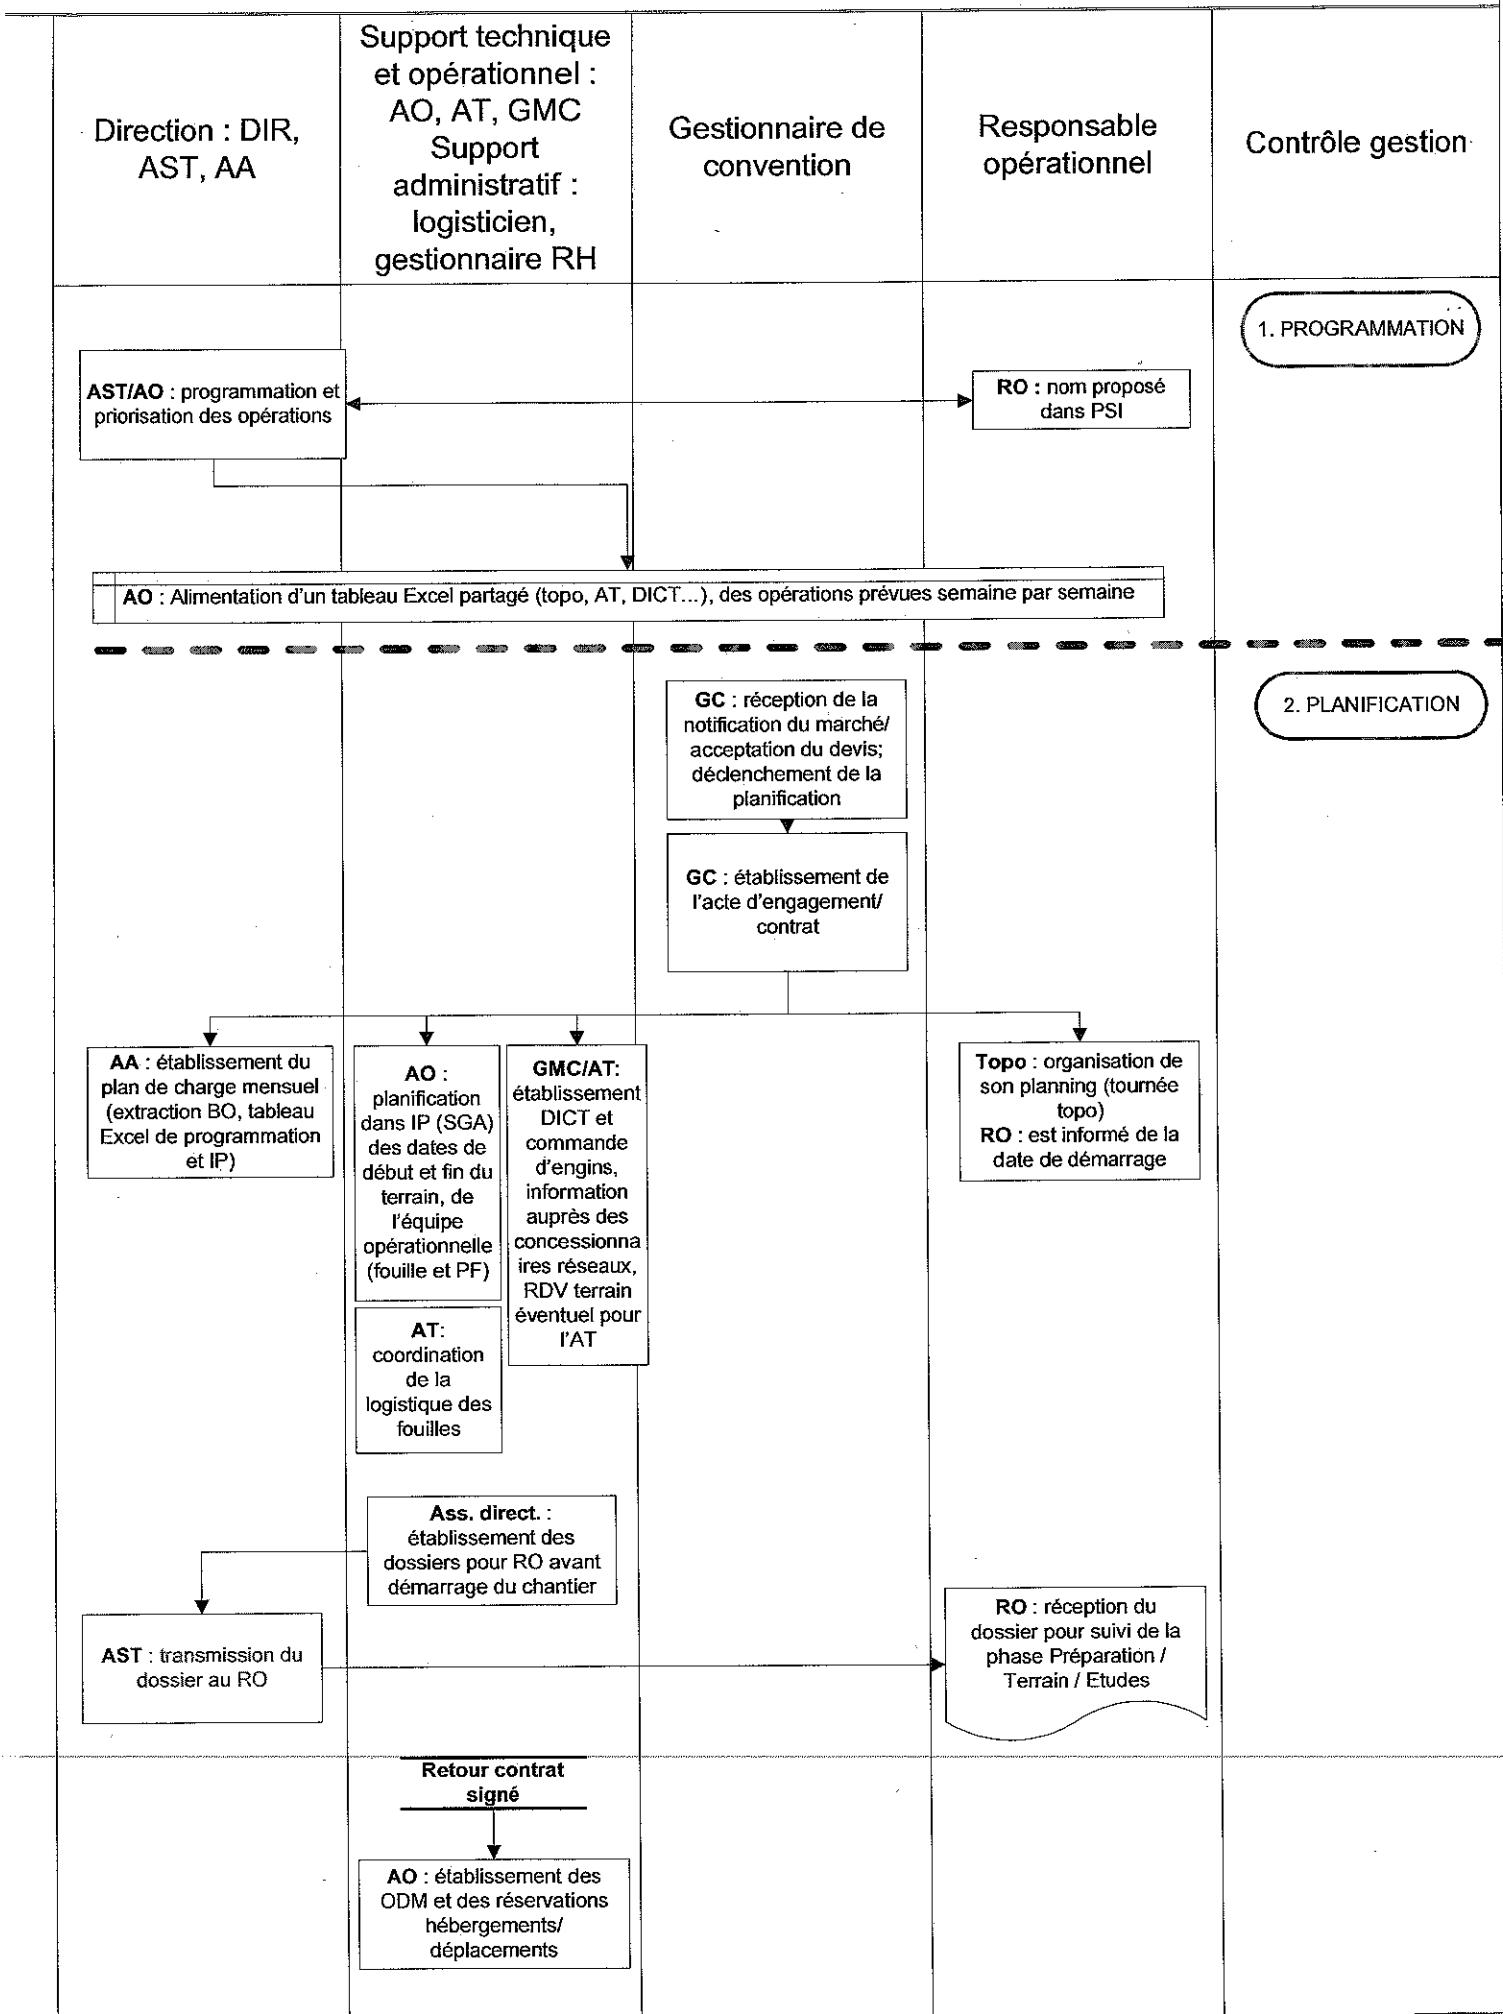 Direction : DIR,
AST, AA
Support technique
et opérationnel :
AO, AT, GMC
Support
administratif :
logisticien,
gestionnaire RH
Gestionnaire de
convention
Responsable
opérationnel
Contrôle gestion
1. PROGRAMMATION
AST/AO : programmation et
priorisation des opérations
RO : nom proposé
dans PSI
AO : Alimentation d'un tableau Excel partagé (topo, AT, DICT...), des opérations prévues semaine par semaine
2. PLANIFICATION
GC : réception de la
notification du marché/
acceptation du devis;
déclenchement de la
planification
GC : établissement de
l'acte d'engagement/
contrat
AA : établissement du
plan de charge mensuel
(extraction BO, tableau
Excel de programmation
et IP)
AO :
planification
dans IP (SGA)
des dates de
début et fin du
terrain, de
l'équipe
opérationnelle
(fouille et PF)
GMC/AT:
établissement
DICT et
commande
d'engins,
information
auprès des
concessionna
ires réseaux,
RDV terrain
éventuel pour
l'AT
Topo : organisation de
son planning (tournée
topo)
RO : est informé de la
date de démarrage
AT:
coordination
de la
logistique des
fouilles
Ass. direct. :
établissement des
dossiers pour RO avant
démarrage du chantier
AST : transmission du
dossier au RO
RO : réception du
dossier pour suivi de la
phase Préparation /
Terrain / Etudes
Retour contrat
signé
AO : établissement des
ODM et des réservations
hébergements/
déplacements